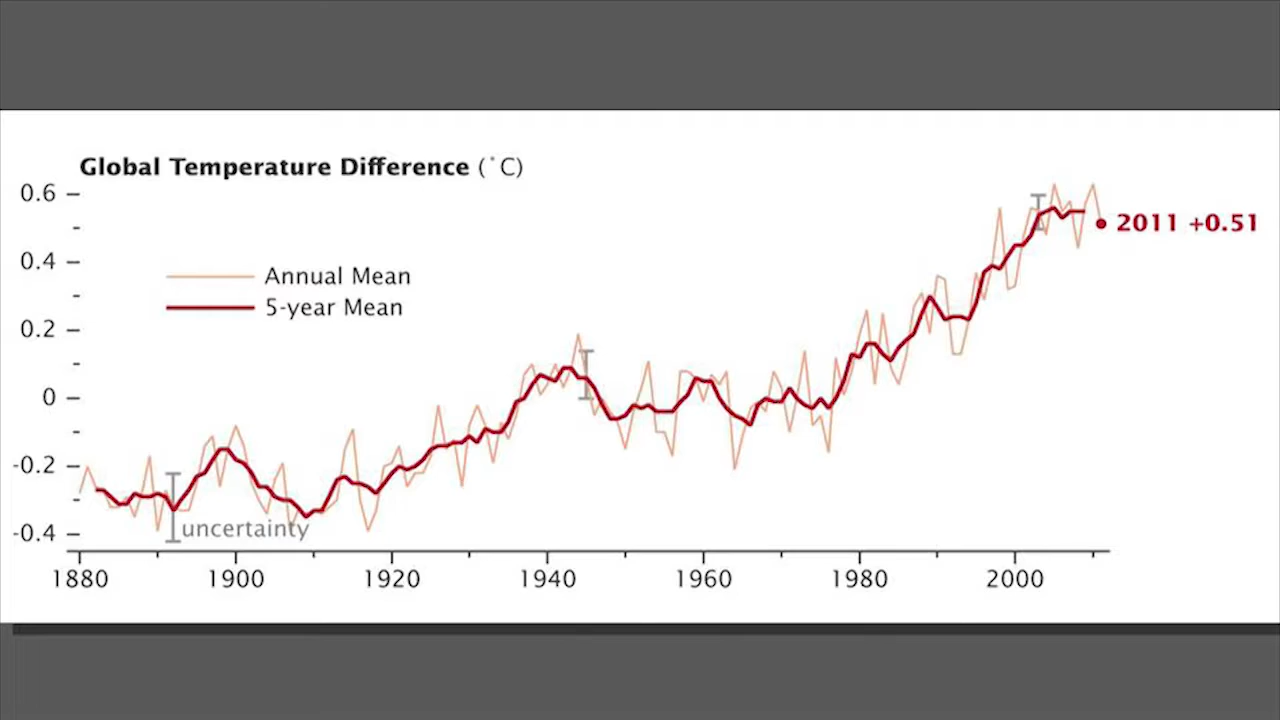 Global Temperature Difference (˚C)
0.6
2011 +0.51
0.4
Annual Mean
5-year Mean
0.2
0
-0.2
uncertainty
-0.4
1880 1900 1920 1940 1960 1980 2000